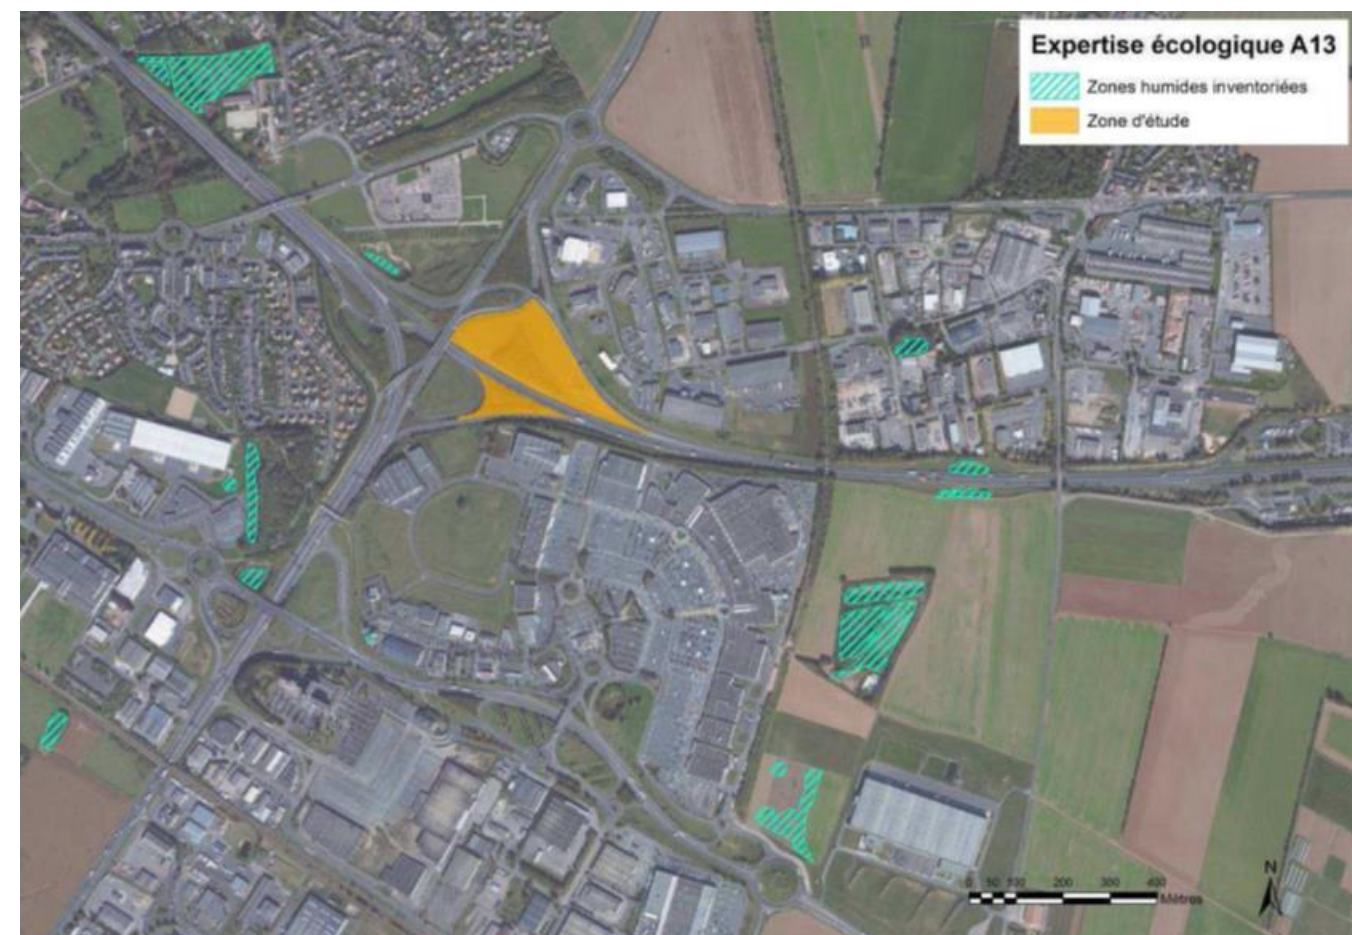 Expertise écologique A13
Zones humides inventoriées
Zone d'étude
N
0 50 100 200 300 400
Mètres